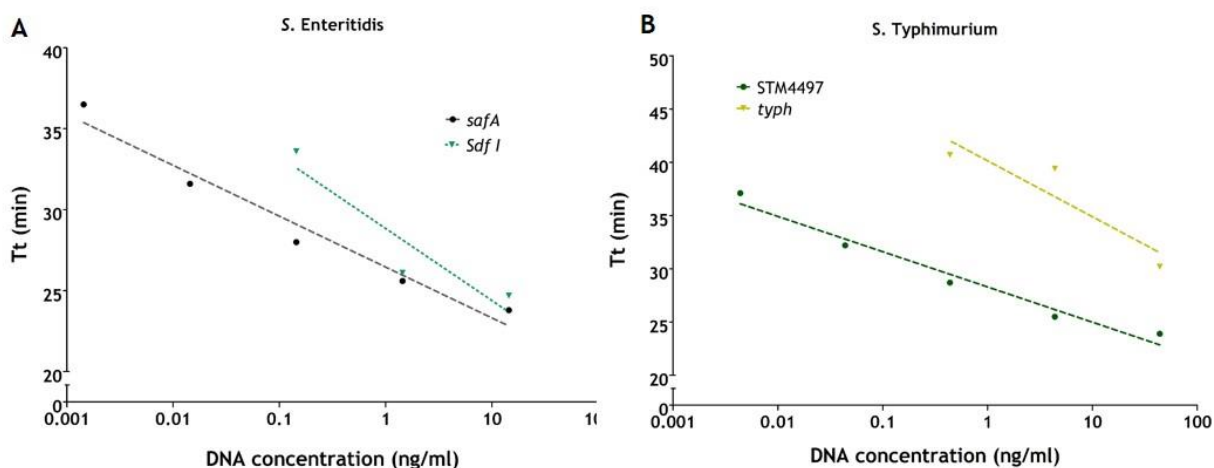 A
S. Enteritidis
40
35
30
25
20
0
Tt (min)
safA
Sdf I
0.001
0.01
0.1
1
10
DNA concentration (ng/ml)
B
S. Typhimurium
50
45
40
35
30
25
20
0
Tt (min)
STM4497
typh
0.001
0.01
0.1
1
10
100
DNA concentration (ng/ml)